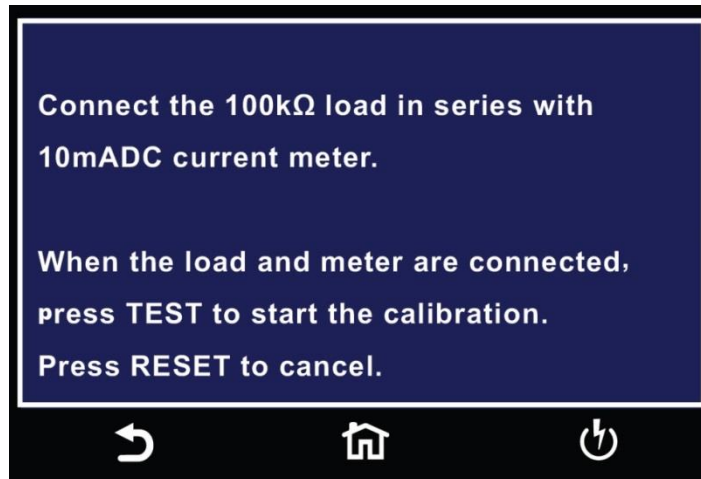 Connect the 100kΩ load in series with
10mADC current meter.
When the load and meter are connected,
press TEST to start the calibration.
Press RESET to cancel.